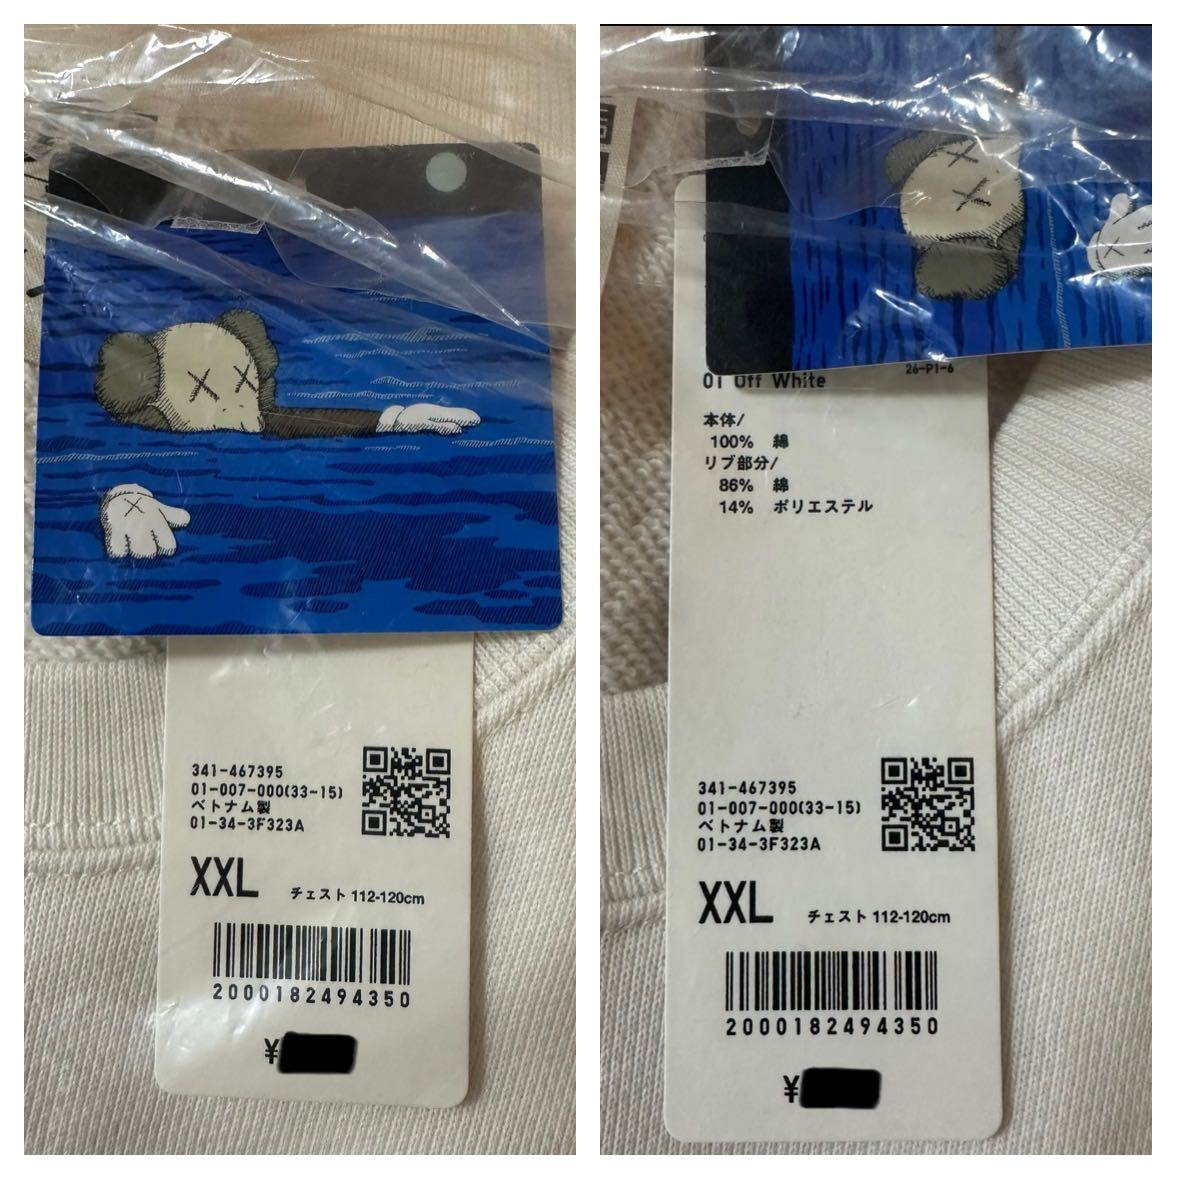 341-467395
01-007-000(33-15)
ベトナム製
01-34-3F323A
XXL チェスト 112-120cm
2000182494350
¥
01 Off White 26-P1-6
本体/
100% 綿
リブ部分/
86% 綿
14% ポリエステル
341-467395
01-007-000(33-15)
ベトナム製
01-34-3F323A
XXL チェスト 112-120cm
2000182494350
¥